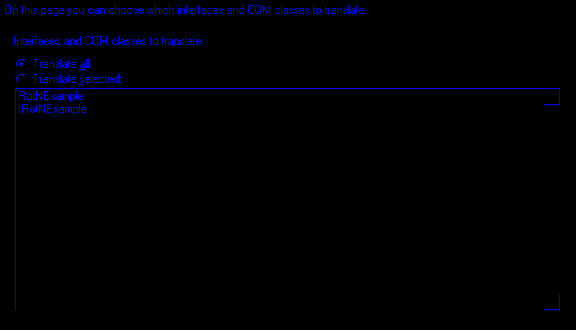 On this page you can choose which interfaces and COM classes to translate
Interfaces and COM classes to translate
Translate all
Translate selected.
RotNExample
IRotNExample